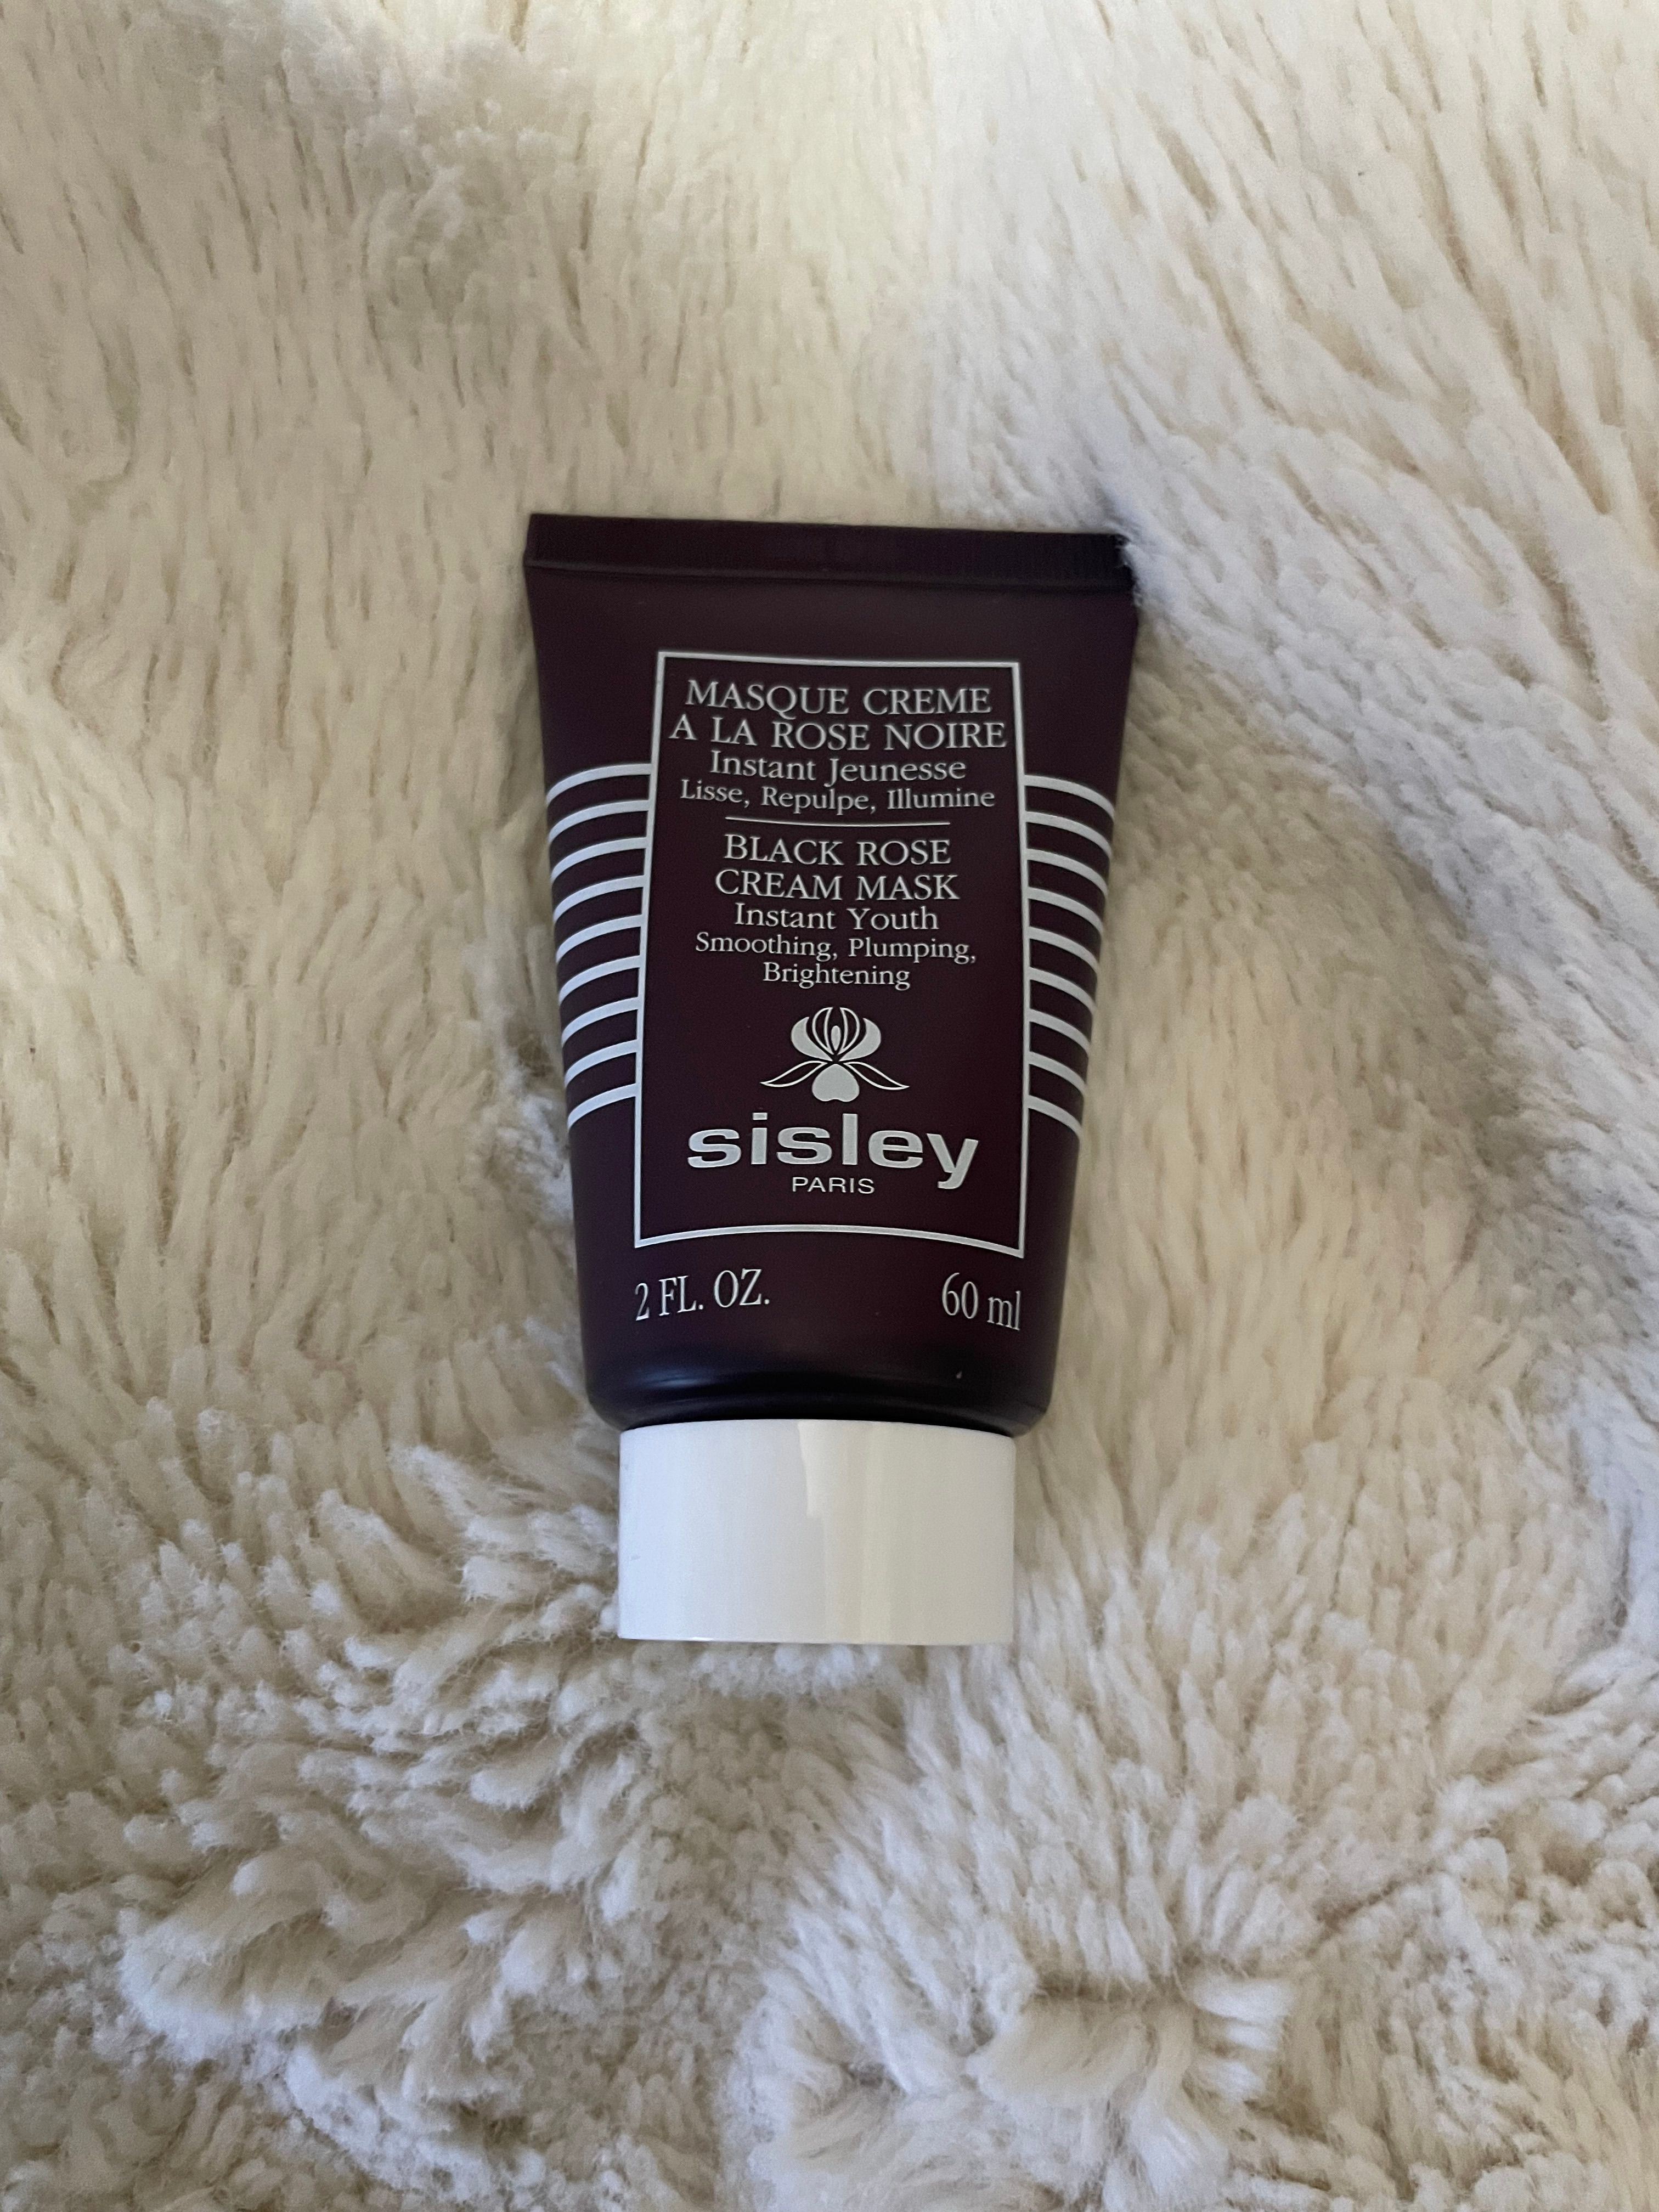 MASQUE CREME
A LA ROSE NOIRE
Instant Jeunesse
Lisse, Repulpe, Illumine
BLACK ROSE
CREAM MASK
Instant Youth
Smoothing, Plumping,
Brightening
sisley
PARIS
2 FL. OZ. 60 ml